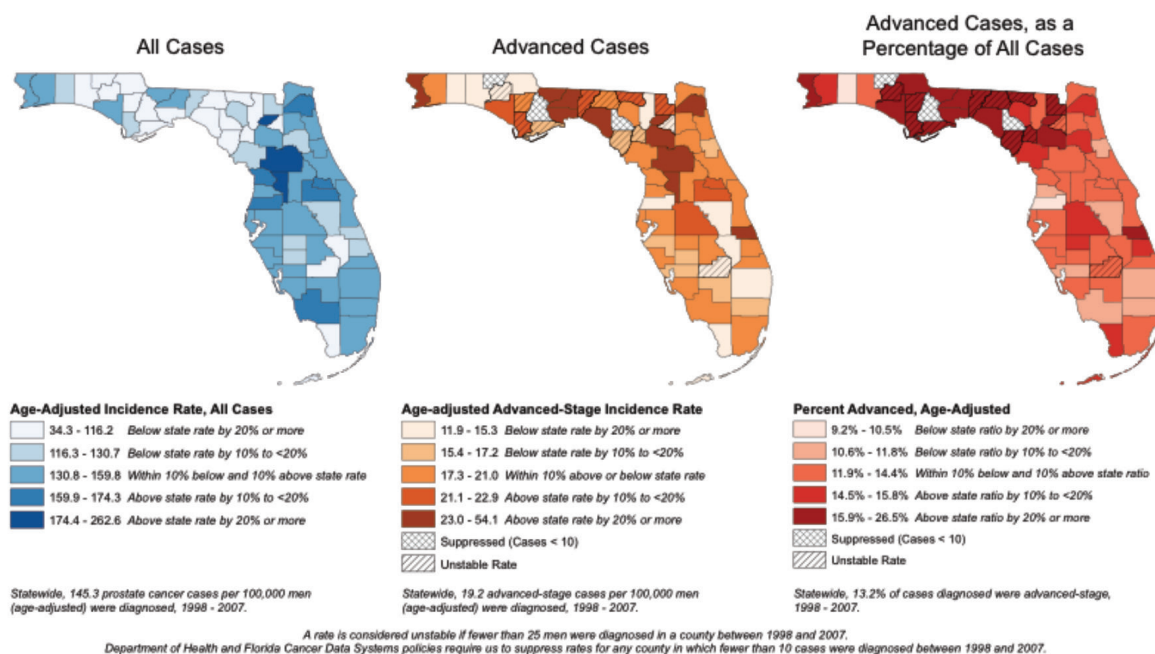 All Cases
Advanced Cases
Advanced Cases, as a
Percentage of All Cases
Age-Adjusted Incidence Rate, All Cases
34.3 - 116.2 Below state rate by 20% or more
116.3 - 130.7 Below state rate by 10% to <20%
130.8 - 159.8 Within 10% below and 10% above state rate
159.9 - 174.3 Above state rate by 10% to <20%
174.4 - 262.6 Above state rate by 20% or more
Statewide, 145.3 prostate cancer cases per 100,000 men
(age-adjusted) were diagnosed, 1998 - 2007.
Age-adjusted Advanced-Stage Incidence Rate
11.9 - 15.3 Below state rate by 20% or more
15.4 - 17.2 Below state rate by 10% to <20%
17.3 - 21.0 Within 10% above or below state rate
21.1 - 22.9 Above state rate by 10% to <20%
23.0 - 54.1 Above state rate by 20% or more
Suppressed (Cases < 10)
Unstable Rate
Statewide, 19.2 advanced-stage cases per 100,000 men
(age-adjusted) were diagnosed, 1998 - 2007.
Percent Advanced, Age-Adjusted
9.2% - 10.5% Below state ratio by 20% or more
10.6% - 11.8% Below state ratio by 10% to <20%
11.9% - 14.4% Within 10% below and 10% above state ratio
14.5% - 15.8% Above state ratio by 10% to <20%
15.9% - 26.5% Above state ratio by 20% or more
Suppressed (Cases < 10)
Unstable Rate
Statewide, 13.2% of cases diagnosed were advanced-stage,
1998 - 2007.
A rate is considered unstable if fewer than 25 men were diagnosed in a county between 1998 and 2007.
Department of Health and Florida Cancer Data Systems policies require us to suppress rates for any county in which fewer than 10 cases were diagnosed between 1998 and 2007.